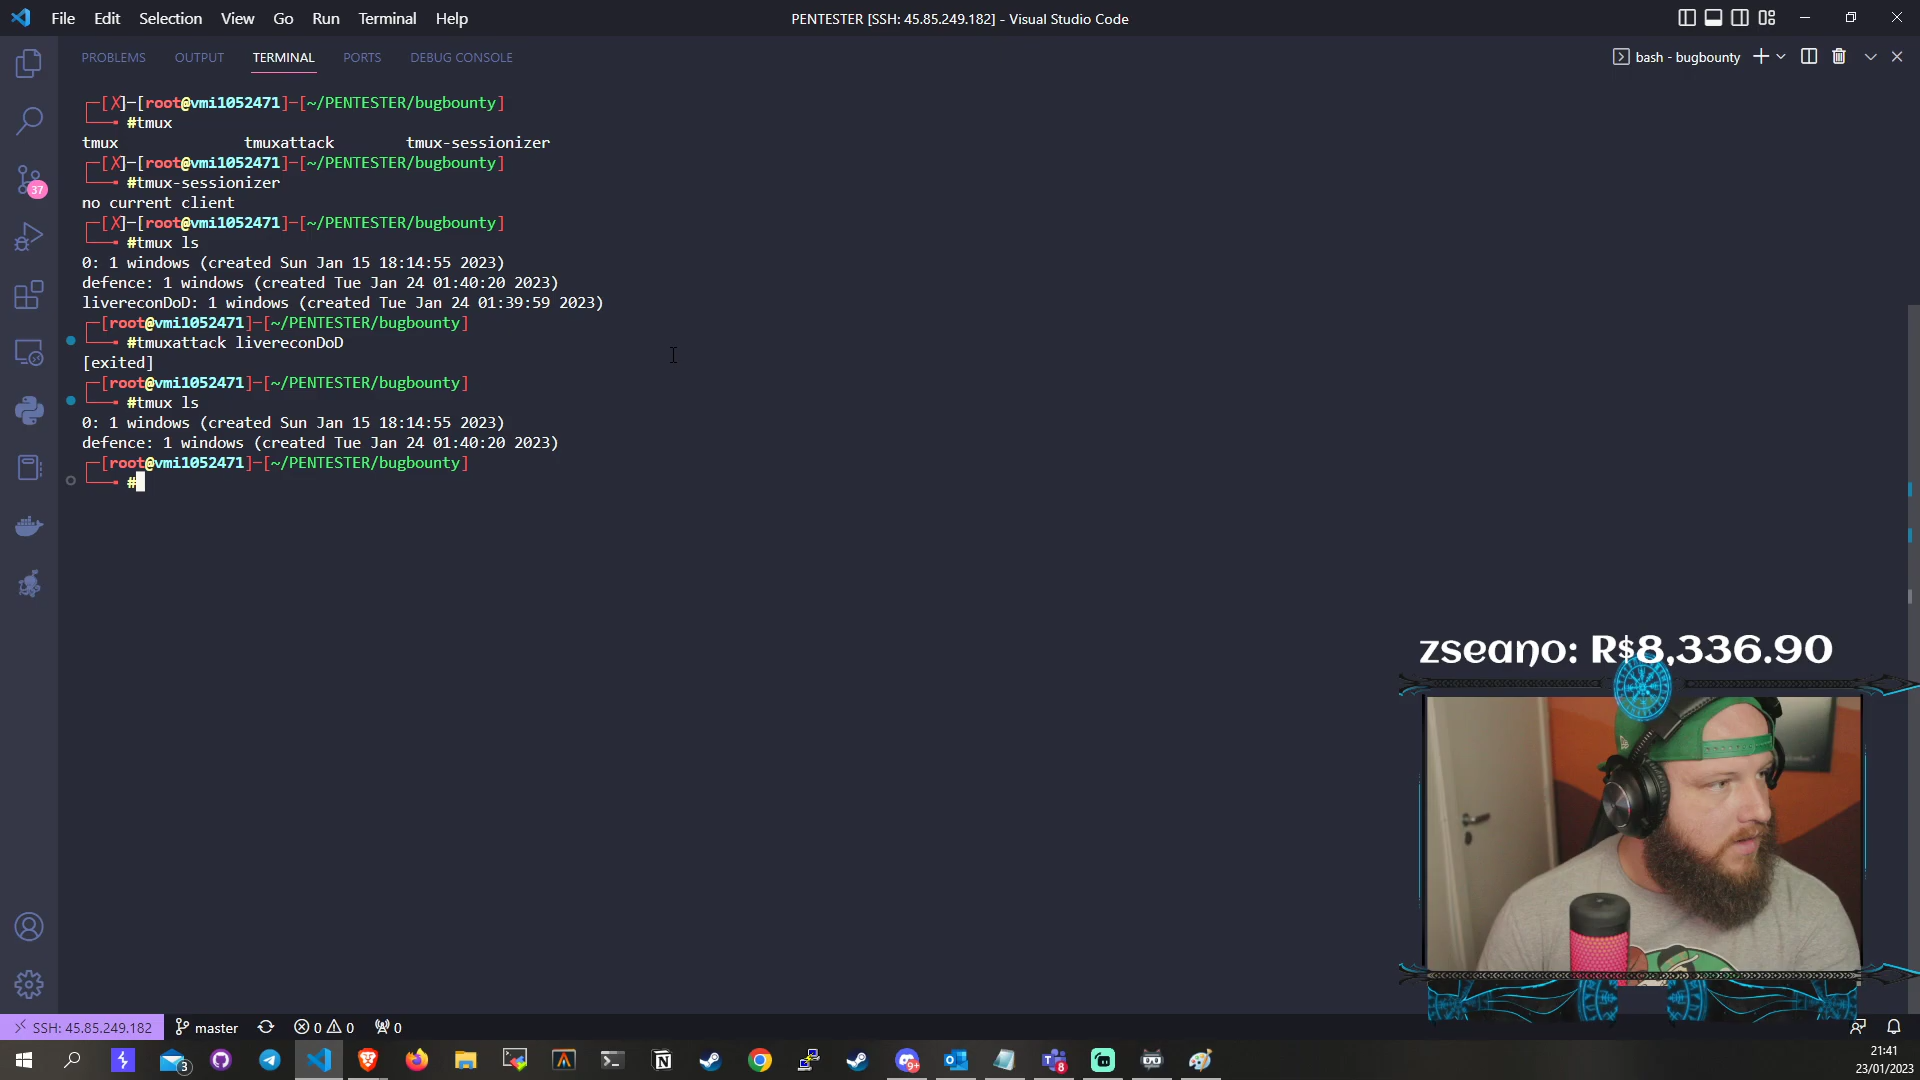 File Edit Selection View Go Run Terminal Help
PENTESTER [SSH: 45.85.249.182] - Visual Studio Code
PROBLEMS OUTPUT TERMINAL PORTS DEBUG CONSOLE
bash - bugbounty
[X]-[root@vmi1052471]-[~/PENTESTER/bugbounty]
#tmux
tmux tmuxattack tmux-sessionizer
[X]-[root@vmi1052471]-[~/PENTESTER/bugbounty]
#tmux-sessionizer
no current client
[X]-[root@vmi1052471]-[~/PENTESTER/bugbounty]
#tmux ls
0: 1 windows (created Sun Jan 15 18:14:55 2023)
defence: 1 windows (created Tue Jan 24 01:40:20 2023)
livereconDoD: 1 windows (created Tue Jan 24 01:39:59 2023)
[root@vmi1052471]-[~/PENTESTER/bugbounty]
#tmuxattack livereconDoD
[exited]
[root@vmi1052471]-[~/PENTESTER/bugbounty]
#tmux ls
0: 1 windows (created Sun Jan 15 18:14:55 2023)
defence: 1 windows (created Tue Jan 24 01:40:20 2023)
[root@vmi1052471]-[~/PENTESTER/bugbounty]
#
37
zseano: R$8,336.90
SSH: 45.85.249.182 master 0 0 0
3
9+
8
21:41
23/01/2023